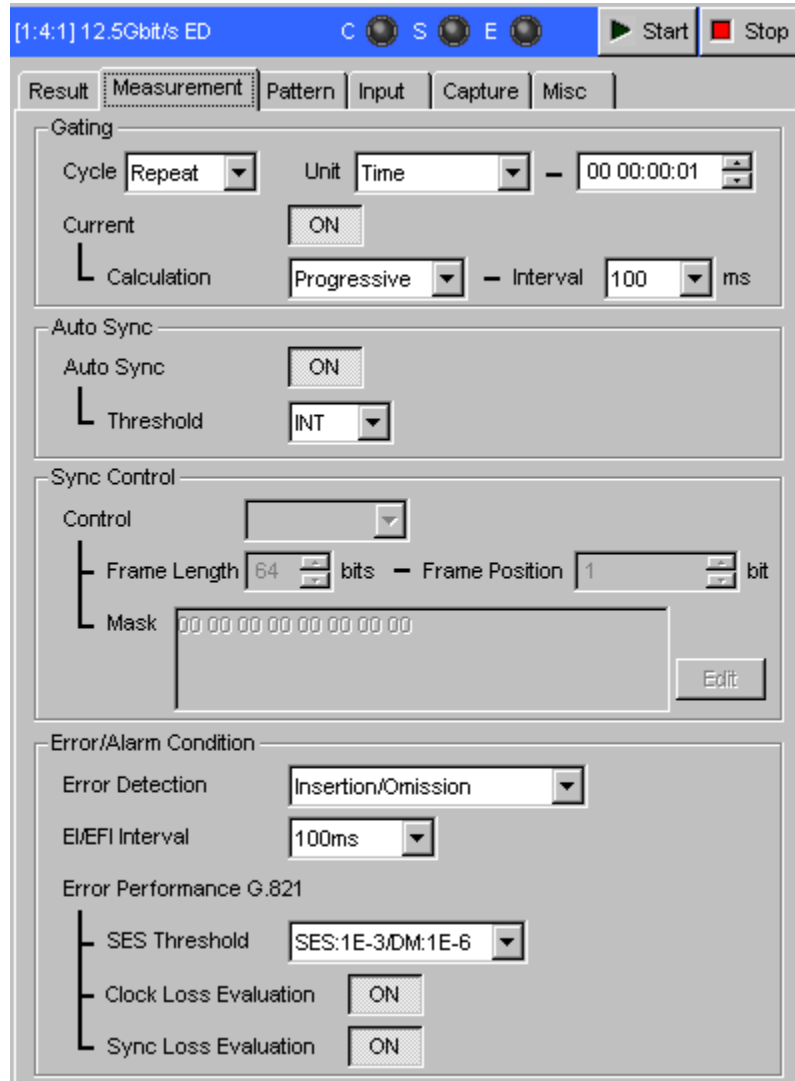 [1:4:1] 12.5Gbit/s ED C S E Start Stop
Result Measurement Pattern Input Capture Misc
Gating
Cycle Repeat Unit Time – 00 00:00:01
Current ON
Calculation Progressive – Interval 100 ms
Auto Sync
Auto Sync ON
Threshold INT
Sync Control
Control
Frame Length 64 bits – Frame Position 1 bit
Mask 00 00 00 00 00 00 00 00
Edit
Error/Alarm Condition
Error Detection Insertion/Omission
EI/EFI Interval 100ms
Error Performance G.821
SES Threshold SES:1E-3/DM:1E-6
Clock Loss Evaluation ON
Sync Loss Evaluation ON